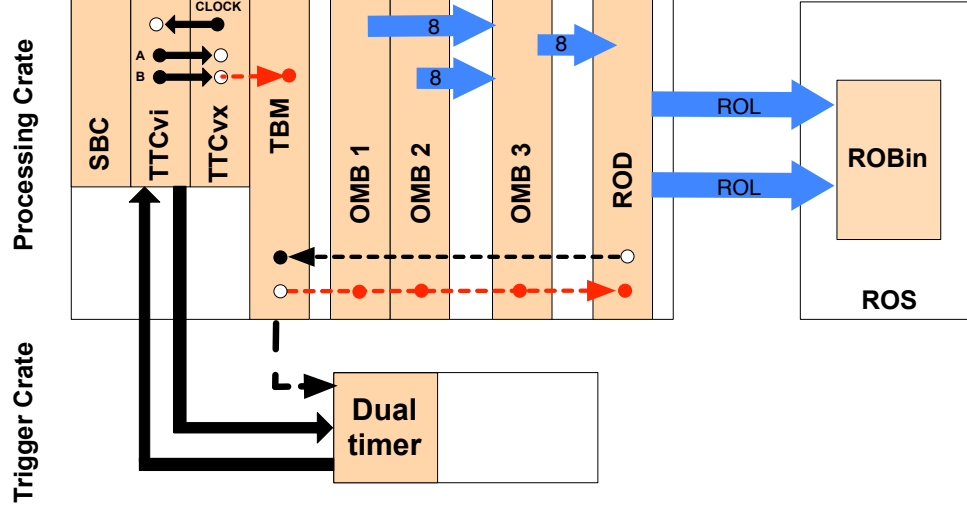 CLOCK
A
B
8
8
8
Processing Crate
SBC
TTCvi
TTCvx
TBM
OMB 1
OMB 2
OMB 3
ROD
ROL
ROL
ROBin
ROS
Trigger Crate
Dual
timer